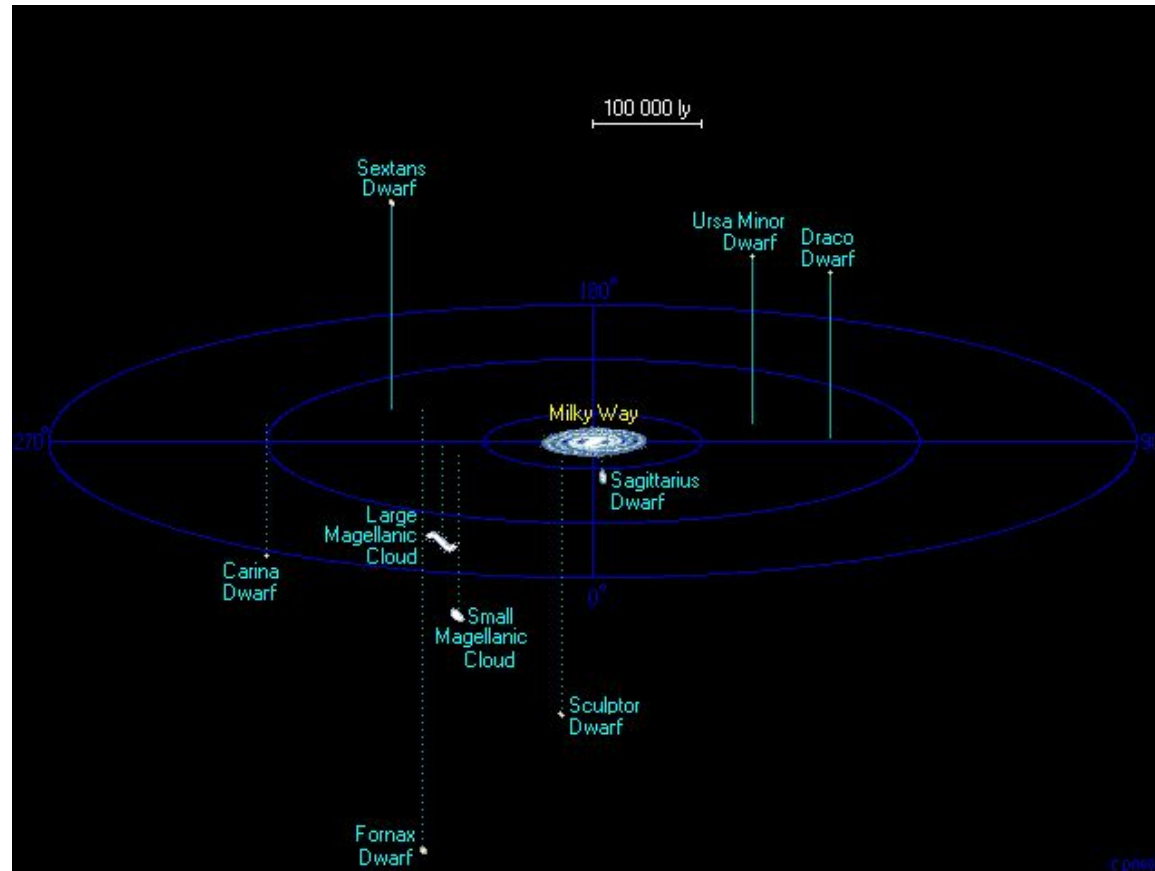 100 000 ly
Sextans
Dwarf
Ursa Minor
Dwarf
Draco
Dwarf
180°
Milky Way
270°
Sagittarius
Dwarf
Large
Magellanic
Cloud
Carina
Dwarf
0°
Small
Magellanic
Cloud
Sculptor
Dwarf
Fornax
Dwarf